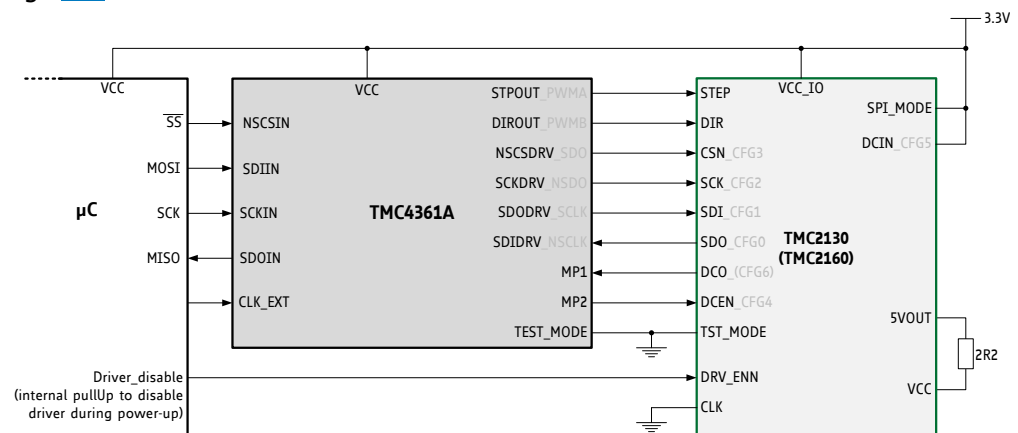 3.3V
VCC
VCC
VCC_IO
SS
MOSI
SCK
MISO
µC
Driver_disable
(internal pullUp to disable
driver during power-up)
NSCSIN
SDIIN
SCKIN
SDOIN
CLK_EXT
TMC4361A
STPOUT_PWMA
DIROUT_PWMB
NSCSDRV_SDO
SCKDRV_NSDO
SDODRV_SCLK
SDIDRV_NSCLK
MP1
MP2
TEST_MODE
STEP
DIR
CSN_CFG3
SCK_CFG2
SDI_CFG1
SDO_CFG0
DCO_(CFG6)
DCEN_CFG4
TST_MODE
DRV_ENN
CLK
TMC2130
(TMC2160)
SPI_MODE
DCIN_CFG5
5VOUT
VCC
2R2